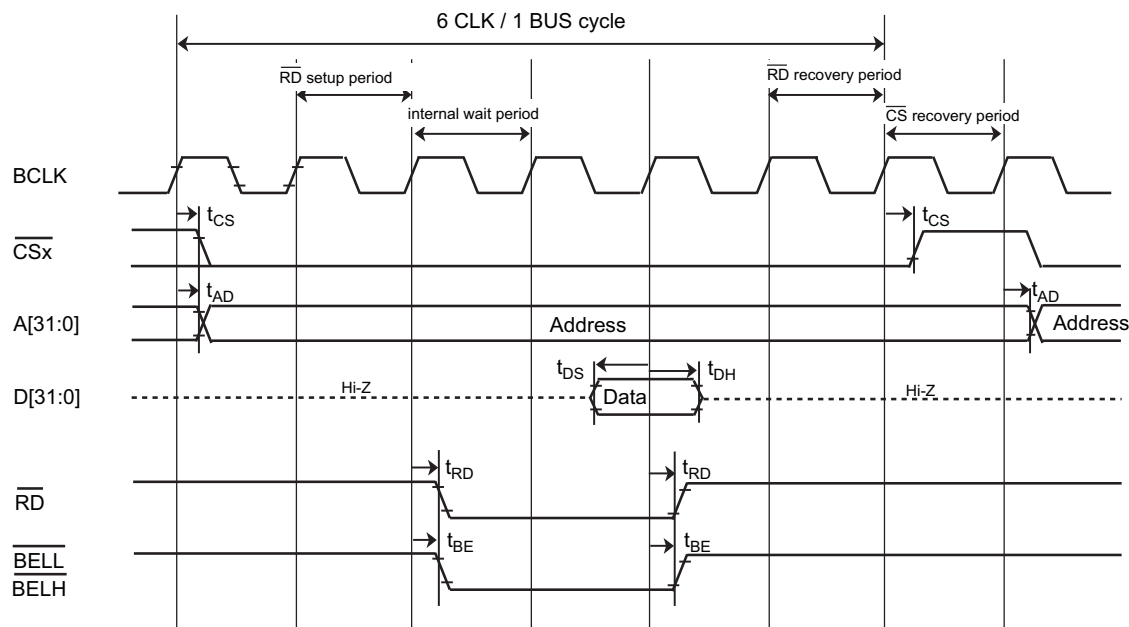 6 CLK / 1 BUS cycle
RD setup period
RD recovery period
internal wait period
CS recovery period
BCLK
tCS
tCS
CSx
tAD
tAD
A[31:0]
Address
Address
tDS
tDH
D[31:0]
Hi-Z
Data
Hi-Z
tRD
tRD
RD
tBE
tBE
BELL
BELH